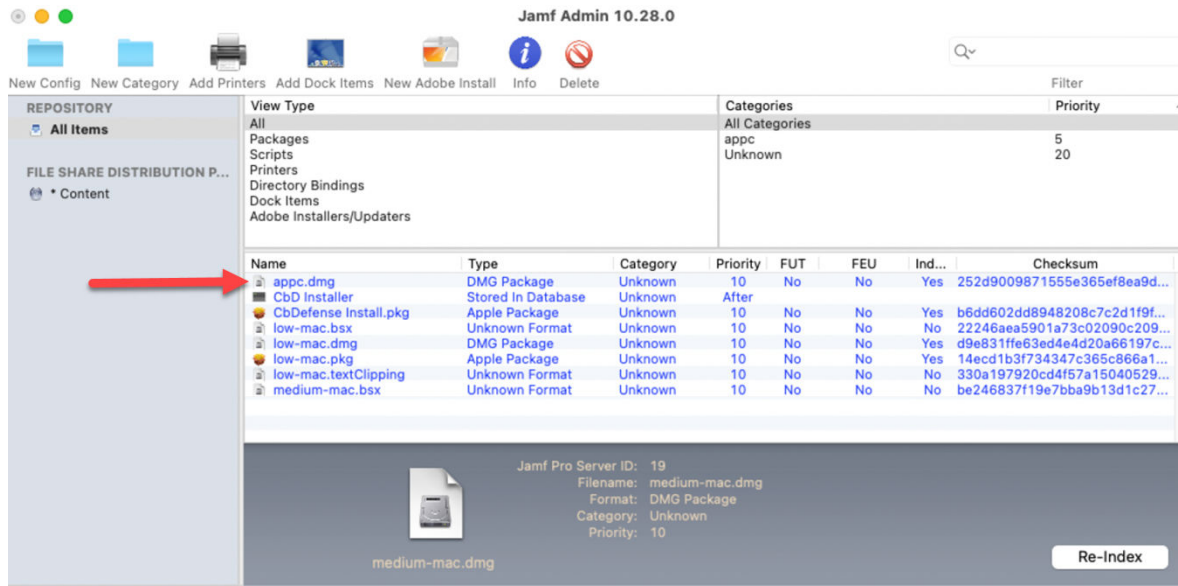 Jamf Admin 10.28.0
New Config New Category Add Printers Add Dock Items New Adobe Install Info Delete Filter
REPOSITORY
All Items
FILE SHARE DISTRIBUTION P...
* Content
View Type
All
Packages
Scripts
Printers
Directory Bindings
Dock Items
Adobe Installers/Updaters
Categories Priority
All Categories
appc 5
Unknown 20
Name Type Category Priority FUT FEU Ind... Checksum
appc.dmg DMG Package Unknown 10 No No Yes 252d9009871555e365ef8ea9d...
CbD Installer Stored In Database Unknown After
CbDefense Install.pkg Apple Package Unknown 10 No No Yes b6dd602dd8948208c7c2d1f9f...
low-mac.bsx Unknown Format Unknown 10 No No No 22246aea5901a73c02090c209...
low-mac.dmg DMG Package Unknown 10 No No Yes d9e831ffe63ed4e4d20a66197c...
low-mac.pkg Apple Package Unknown 10 No No Yes 14ecd1b3f734347c365c866a1...
low-mac.textClipping Unknown Format Unknown 10 No No No 330a197920cd4f57a15040529...
medium-mac.bsx Unknown Format Unknown 10 No No No be246837f19e7bba9b13d1c27...
Jamf Pro Server ID: 19
Filename: medium-mac.dmg
Format: DMG Package
Category: Unknown
Priority: 10
medium-mac.dmg
Re-Index